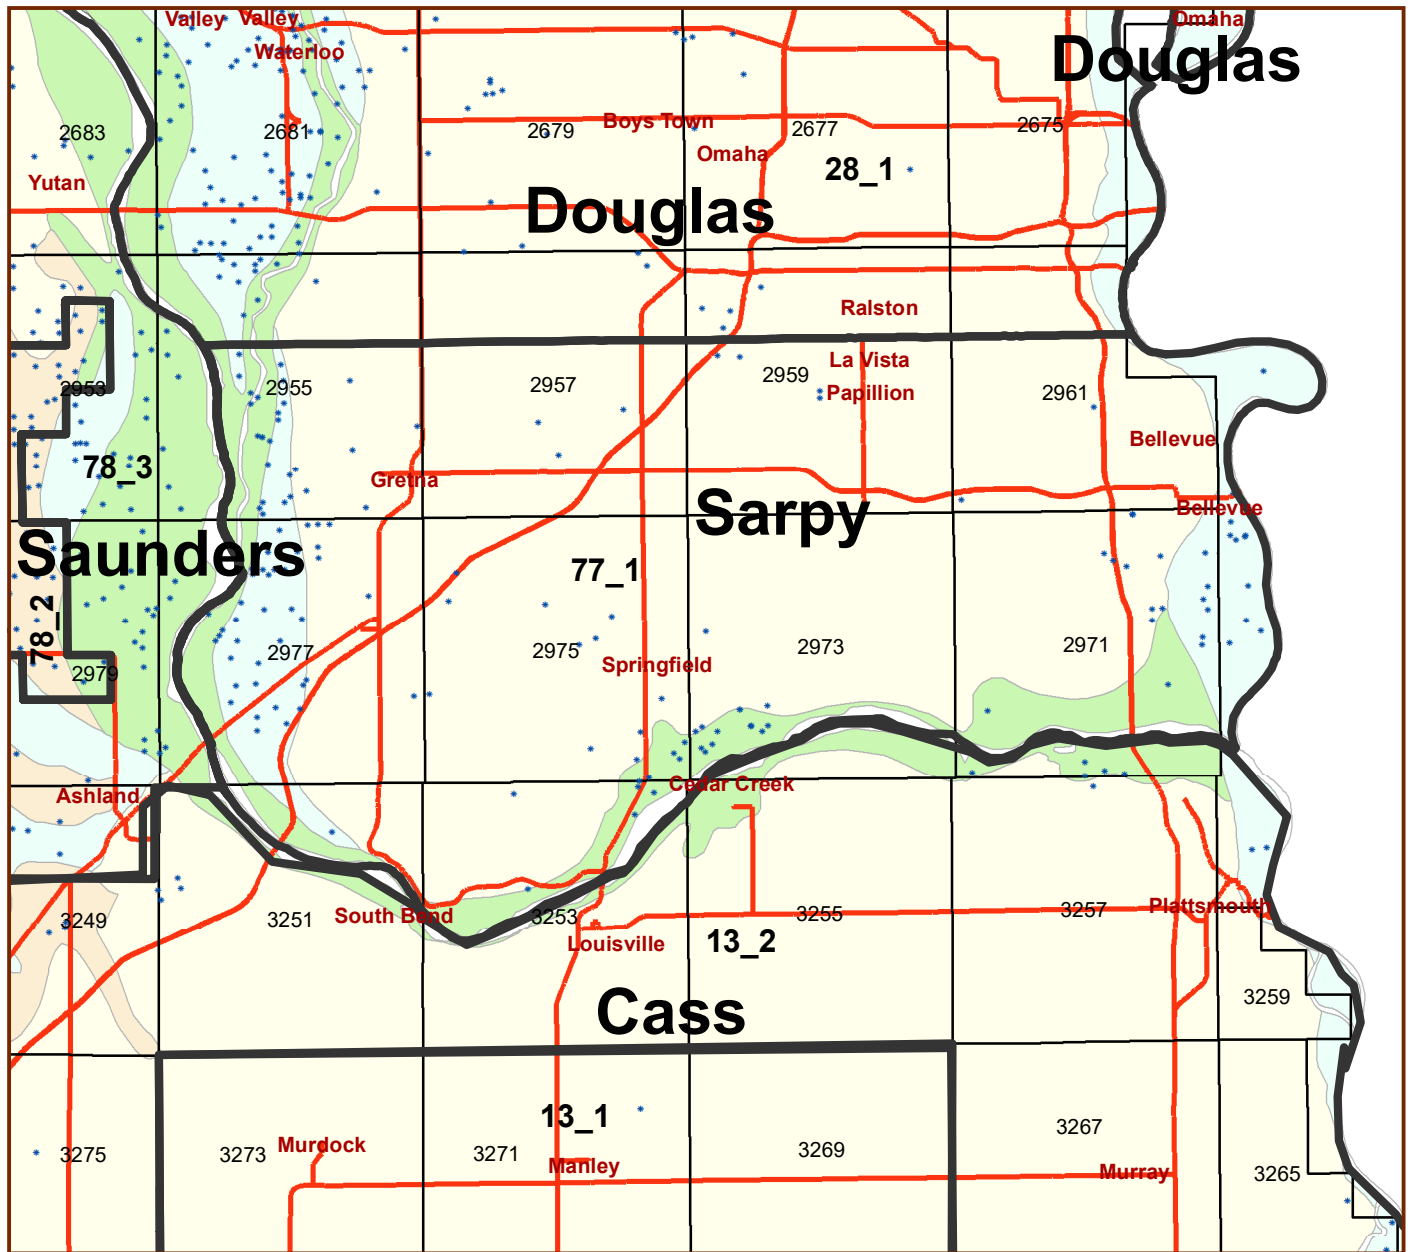 Valley Valley Omaha
Waterloo
Douglas
2683 2681 2679 Boys Town 2677 2675
Omaha
28_1
Yutan
Douglas
Ralston
La Vista
2953 2955 2957 2959 Papillion 2961
Bellevue
78_3
Gretna
Sarpy
Bellevue
Saunders
77_1
78_2
2977 2975 2973 2971
Springfield
2979
Ashland
Cedar Creek
3249 3251 South Bend 3253 3255 3257 Plattsmouth
Louisville
13_2
Cass
3259
13_1
3275 3273 Murdock 3271 3269 3267
Manley
Murray
3265